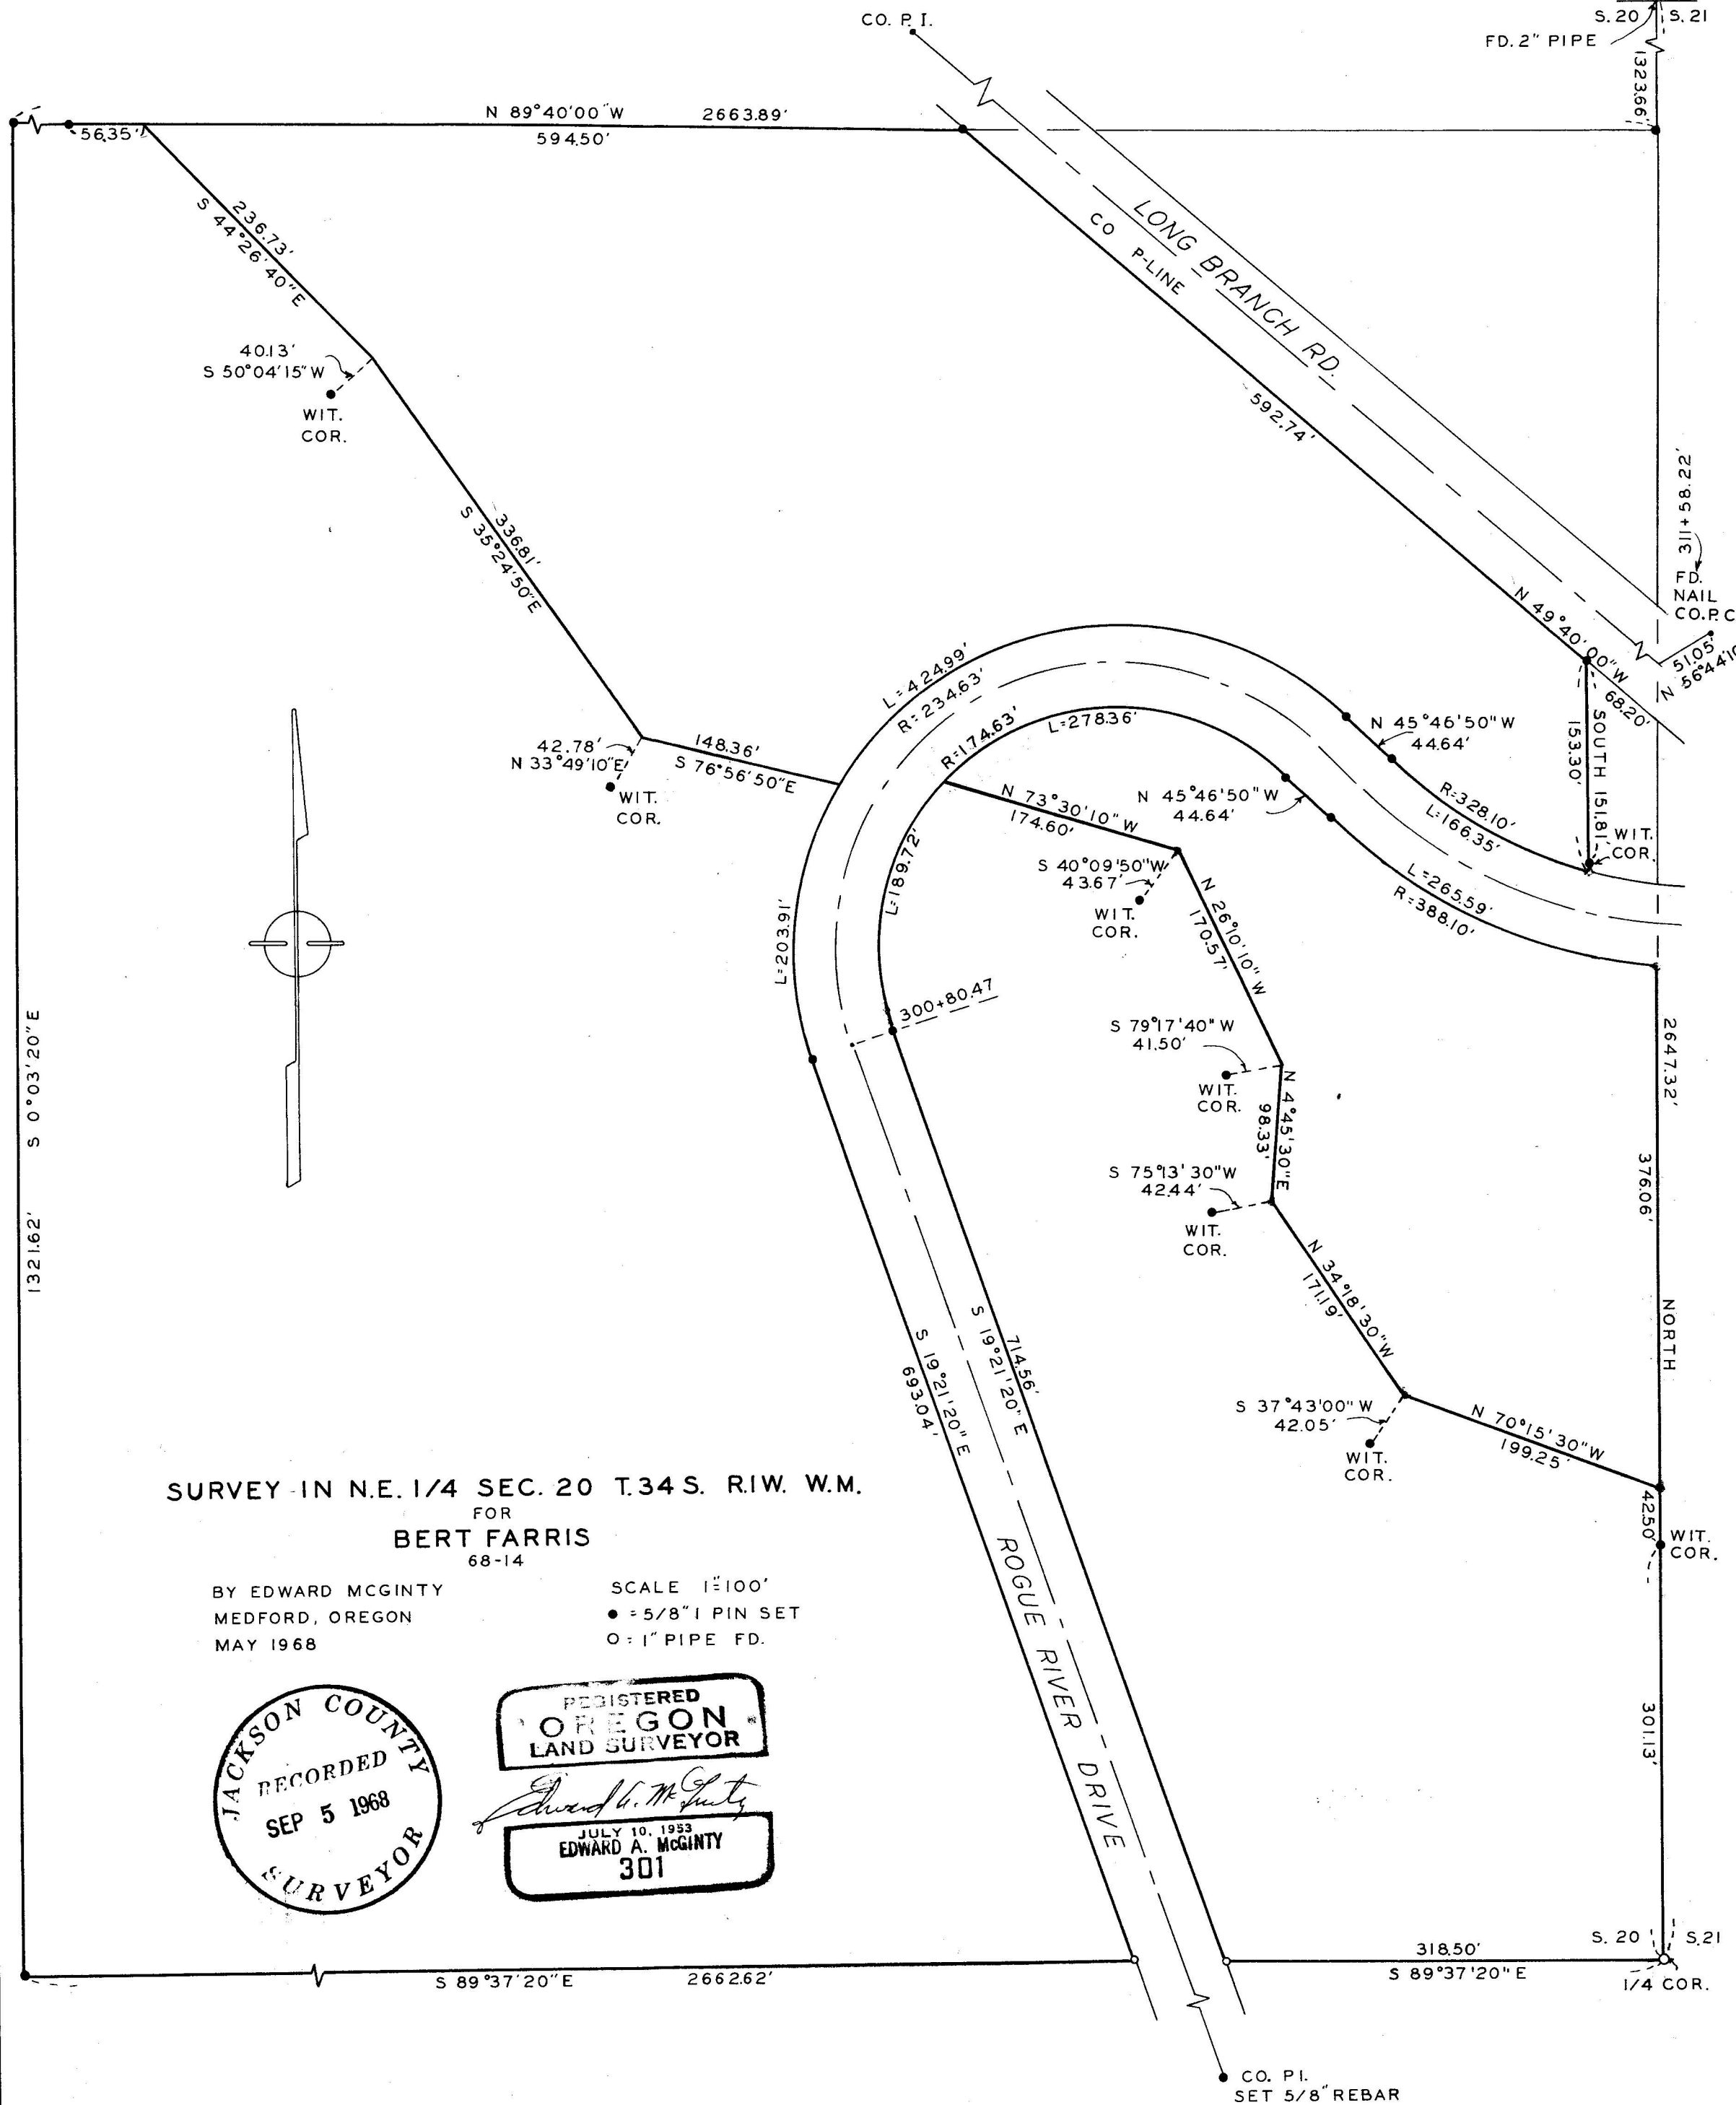 CO. P. I.
S. 20
S. 21
FD. 2" PIPE
1323.66'
N 89°40'00"W 2663.89'
56.35'
594.50'
236.73'
S 44°26'40"E
LONG BRANCH RD.
CO P-LINE
592.74'
40.13'
S 50°04'15"W
WIT.
COR.
336.81'
S 35°24'50"E
311+58.22'
FD.
NAIL
CO.P.C
N 49°40'00"W
68.20'
51.05'
N 56°44'10
L=424.99'
R=234.63'
R=174.63'
L=278.36'
N 45°46'50"W
44.64'
SOUTH 151.81'
153.30'
42.78'
N 33°49'10"E
WIT.
COR.
148.36'
S 76°56'50"E
N 73°30'10"W
174.60'
N 45°46'50"W
44.64'
R=328.10'
L=166.35'
WIT.
COR.
L=265.59'
R=388.10'
S 40°09'50"W
43.67'
WIT.
COR.
L=189.72'
L=203.91'
N 26°10'10"W
170.57'
300+80.47
S 79°17'40"W
41.50'
WIT.
COR.
N 4°45'30"E
98.33'
S 0°03'20"E
1321.62'
2647.32'
376.06'
NORTH
S 75°13'30"W
42.44'
WIT.
COR.
N 34°18'30"W
171.19'
714.56'
S 19°21'20"E
S 19°21'20"E
693.04'
S 37°43'00"W
42.05'
WIT.
COR.
N 70°15'30"W
199.25'
42.50'
WIT.
COR.
SURVEY IN N.E. 1/4 SEC. 20 T.34S. R.1W. W.M.
FOR
BERT FARRIS
68-14
BY EDWARD MCGINTY
MEDFORD, OREGON
MAY 1968
SCALE 1"=100'
● = 5/8" I PIN SET
O = 1" PIPE FD.
ROGUE RIVER DRIVE
301.13'
JACKSON COUNTY
RECORDED
SEP 5 1968
SURVEYOR
REGISTERED
OREGON
LAND SURVEYOR
Edward A. McGinty
JULY 10, 1953
EDWARD A. McGINTY
301
S 89°37'20"E 2662.62'
318.50'
S 89°37'20"E
S. 20
S.21
1/4 COR.
CO. P.I.
SET 5/8" REBAR